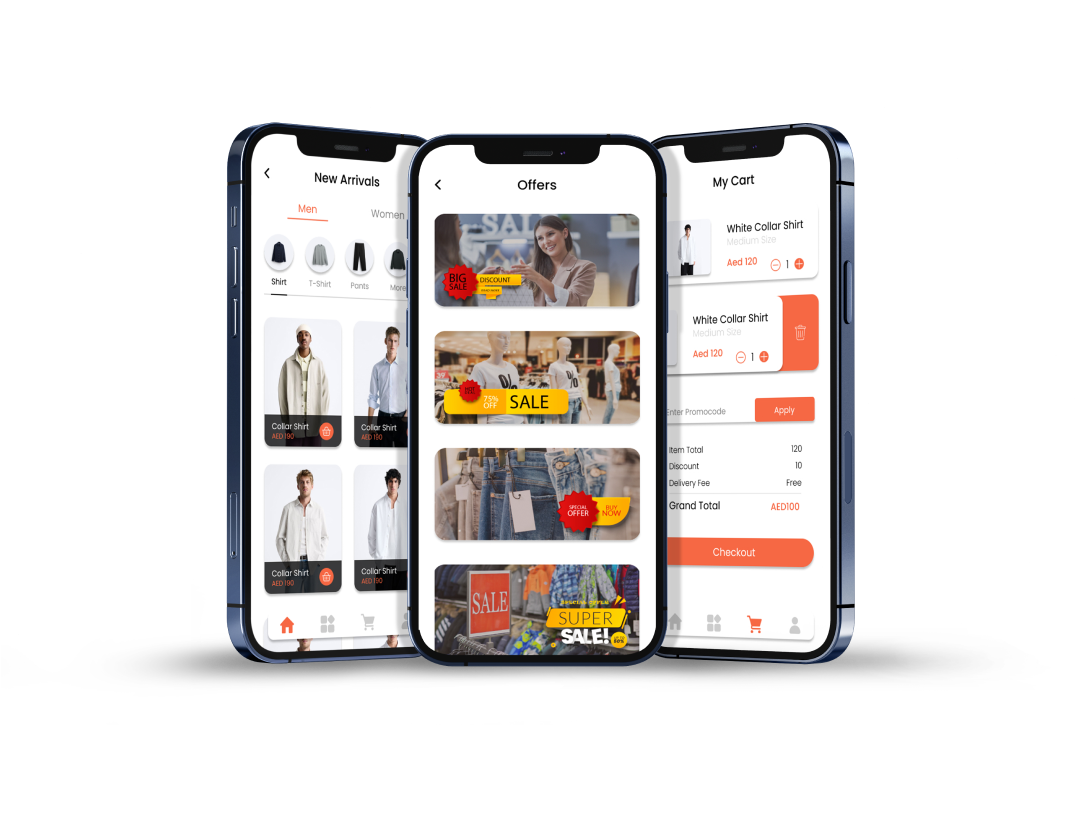 New Arrivals
Men
Women
Shirt
T-Shirt
Pants
More
Collar Shirt
AED 190
Collar Shirt
AED 190
Collar Shirt
AED 190
Collar Shirt
AED 190
Offers
SAL
BIG
SALE
DISCOUNT
%
%
75%
OFF
SALE
SPECIAL
OFFER
BUY
NOW
SALE
SPECIAL OFFER
SUPER
SALE!
My Cart
White Collar Shirt
Medium Size
Aed 120
1
White Collar Shirt
Medium Size
Aed 120
1
Enter Promocode
Apply
Item Total
120
Discount
10
Delivery Fee
Free
Grand Total
AED100
Checkout